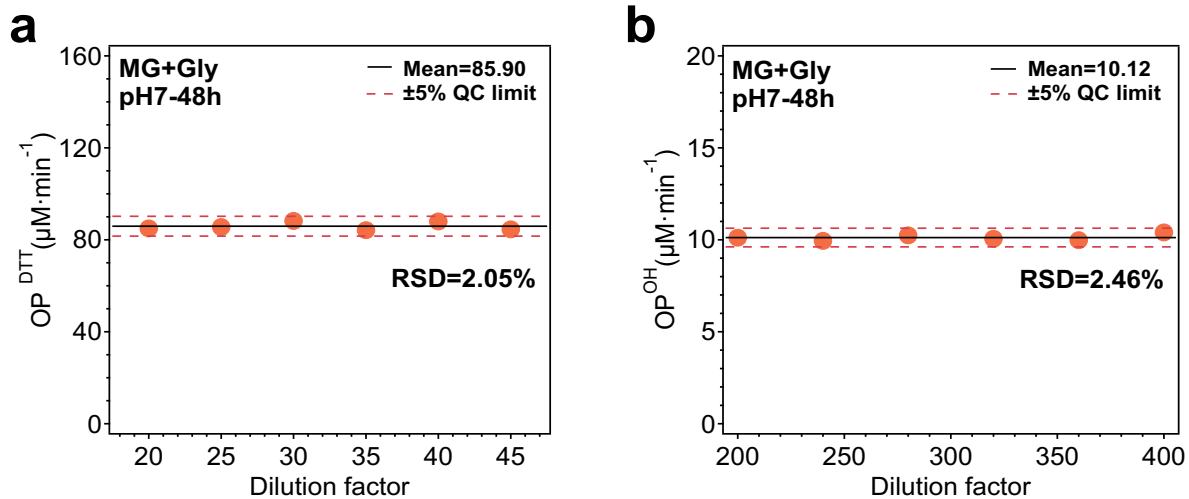 a
160
120
80
40
0
OP DTT (µM·min-1)
MG+Gly
pH7-48h
Mean=85.90
±5% QC limit
RSD=2.05%
20 25 30 35 40 45
Dilution factor
b
20
15
10
5
0
OPOH(µM·min-1)
MG+Gly
pH7-48h
Mean=10.12
±5% QC limit
RSD=2.46%
200 250 300 350 400
Dilution factor